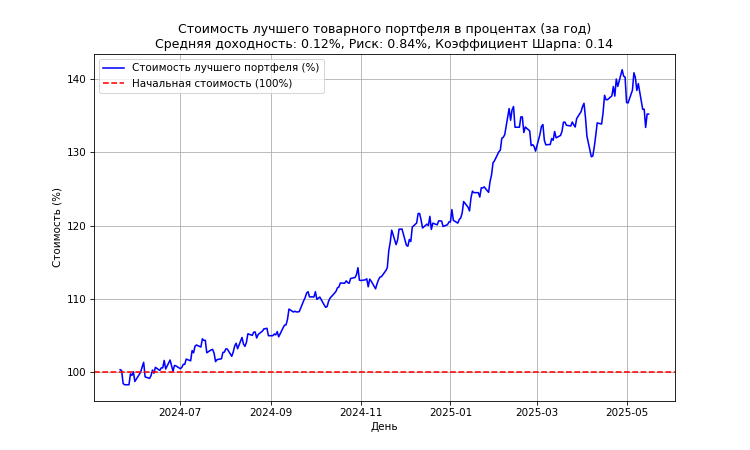 Стоимость лучшего товарного портфеля в процентах (за год)
Средняя доходность: 0.12%, Риск: 0.84%, Коэффициент Шарпа: 0.14
Стоимость лучшего портфеля (%)
Начальная стоимость (100%)
Стоимость (%)
140
130
120
110
100
2024-07
2024-09
2024-11
2025-01
2025-03
2025-05
День